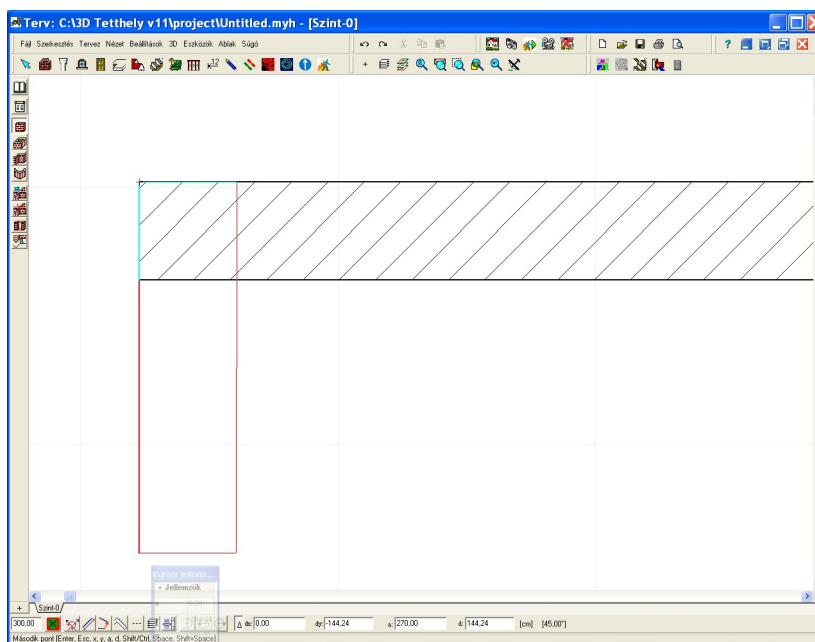 Terv: C:\3D Tetthely v11\project\Untitled.myh - [Szint-0]
Fájl Szerkesztés Tervez Nézet Beállítások 3D Eszközök Ablak Súgó
Kurzor inform...
Jellemzők
+ Szint-0
300,00 Δ dx: 0,00 dy: -144,24 a: 270,00 d: 144,24 [cm] [45,00°]
Második pont [Enter, Esc, x, y, a, d, Shift/Ctrl, Space, Shift+Space]